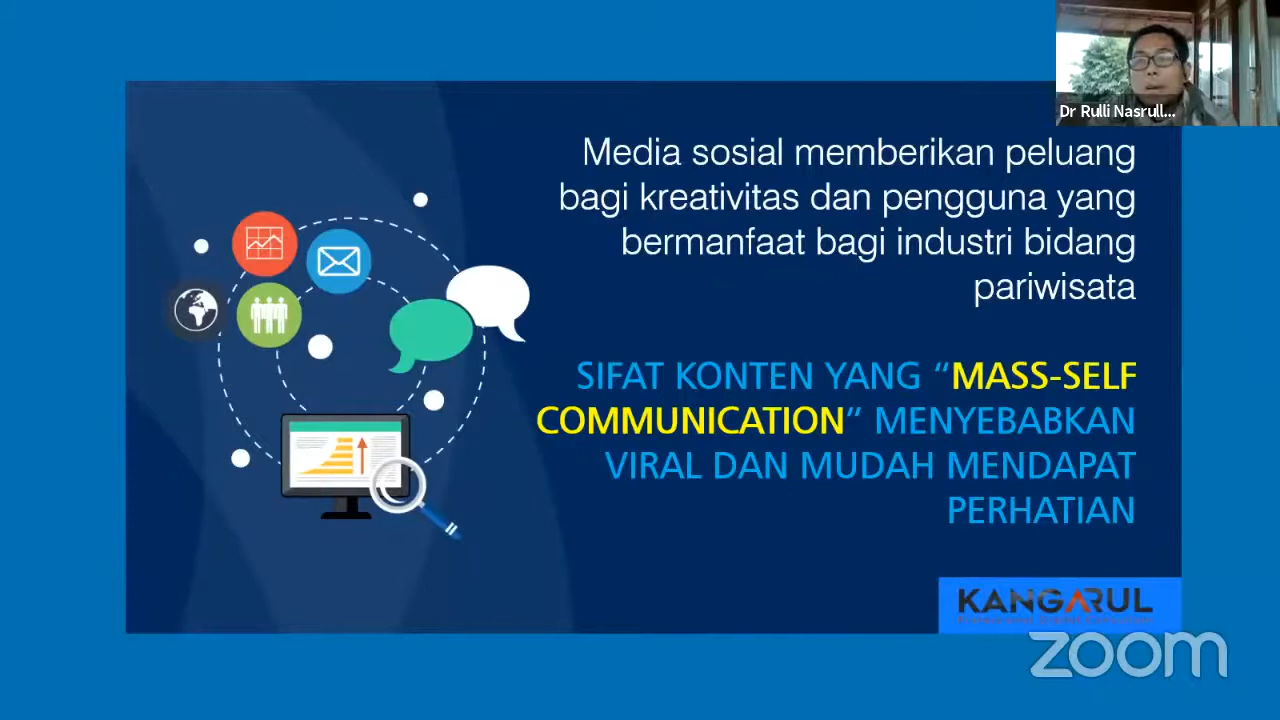 Dr Rulli Nasrull...
Media sosial memberikan peluang
bagi kreativitas dan pengguna yang
bermanfaat bagi industri bidang
pariwisata
SIFAT KONTEN YANG “MASS-SELF
COMMUNICATION“ MENYEBABKAN
VIRAL DAN MUDAH MENDAPAT
PERHATIAN
KANGARUL
zoom